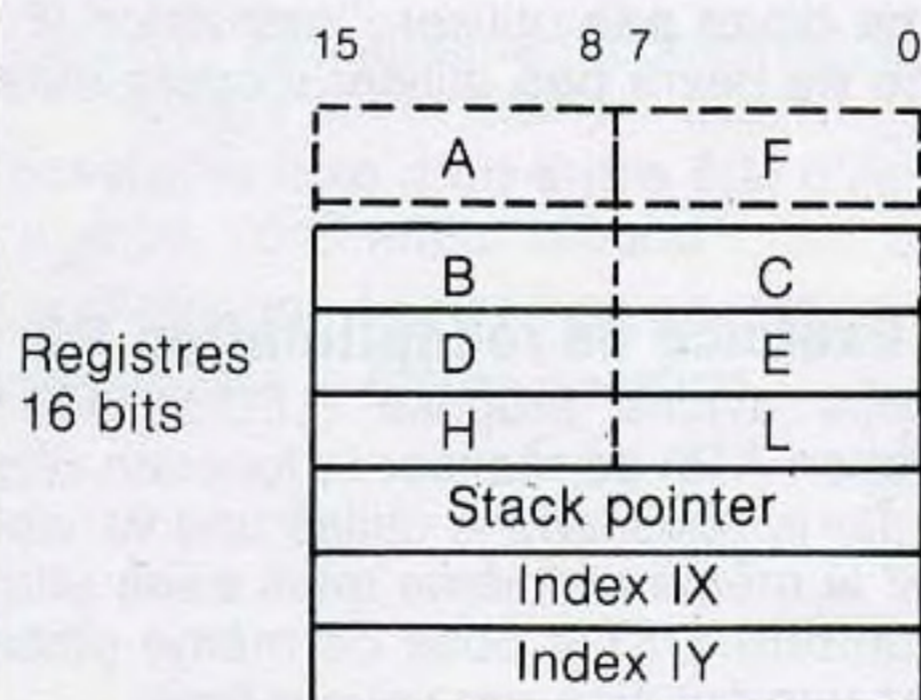 15 8 7 0
A F
B C
Registres D E
16 bits H L
Stack pointer
Index IX
Index IY